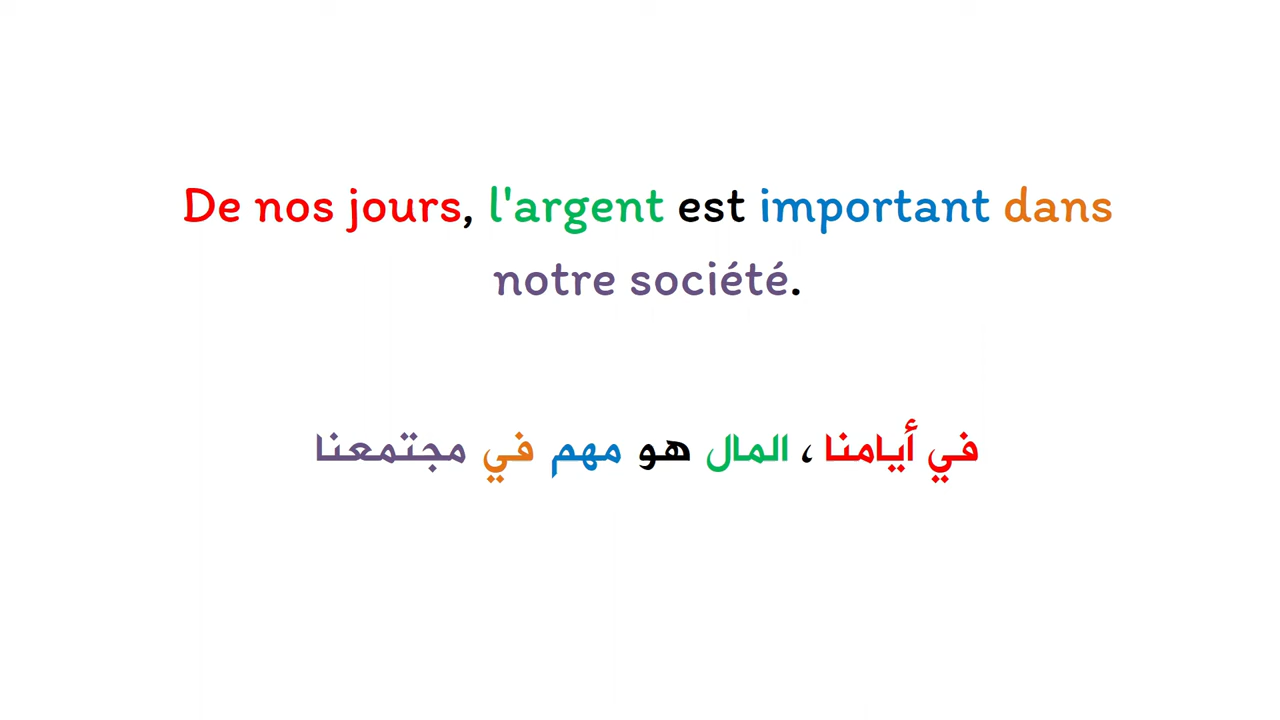 De nos jours, l'argent est important dans
notre société.
في أيامنا ، المال هو مهم في مجتمعنا